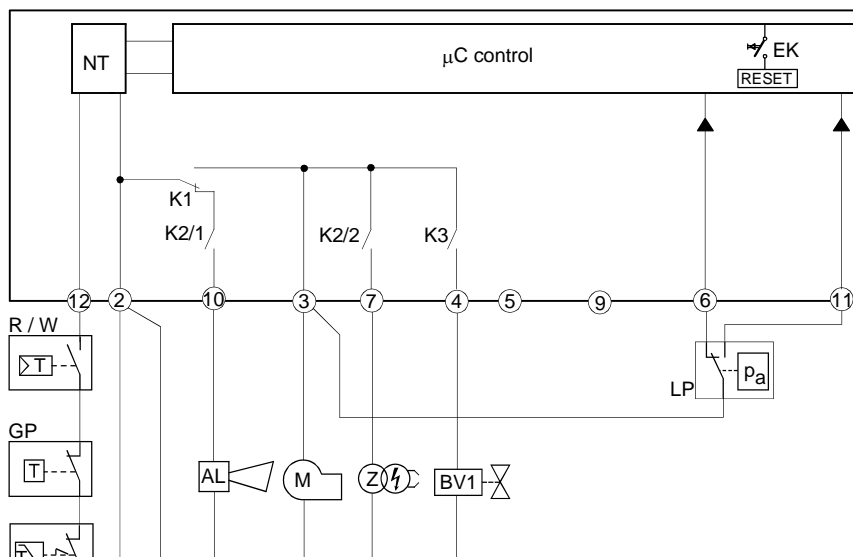 NT
μC control
EK
RESET
K1
K2/1
K2/2
K3
12
2
10
3
7
4
5
9
6
11
R / W
T
LP
pa
GP
T
AL
M
Z
BV1
T